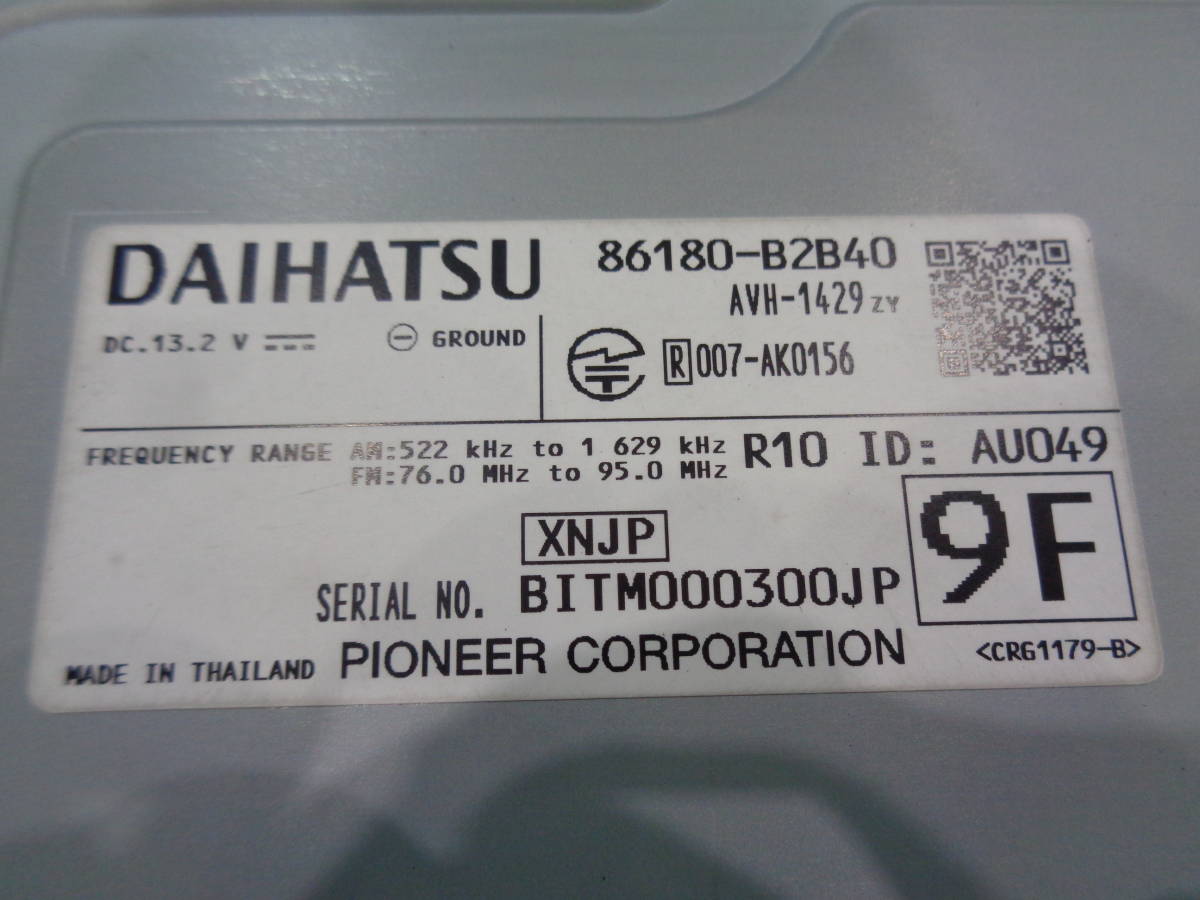 DAIHATSU
86180-B2B40
AVH-1429 ZY
DC.13.2 V
GROUND
R 007-AK0156
FREQUENCY RANGE AM:522 kHz to 1 629 kHz
FM:76.0 MHz to 95.0 MHz
R10 ID: AU049
9F
XNJP
SERIAL NO. BITM000300JP
MADE IN THAILAND PIONEER CORPORATION
<CRG1179-B>